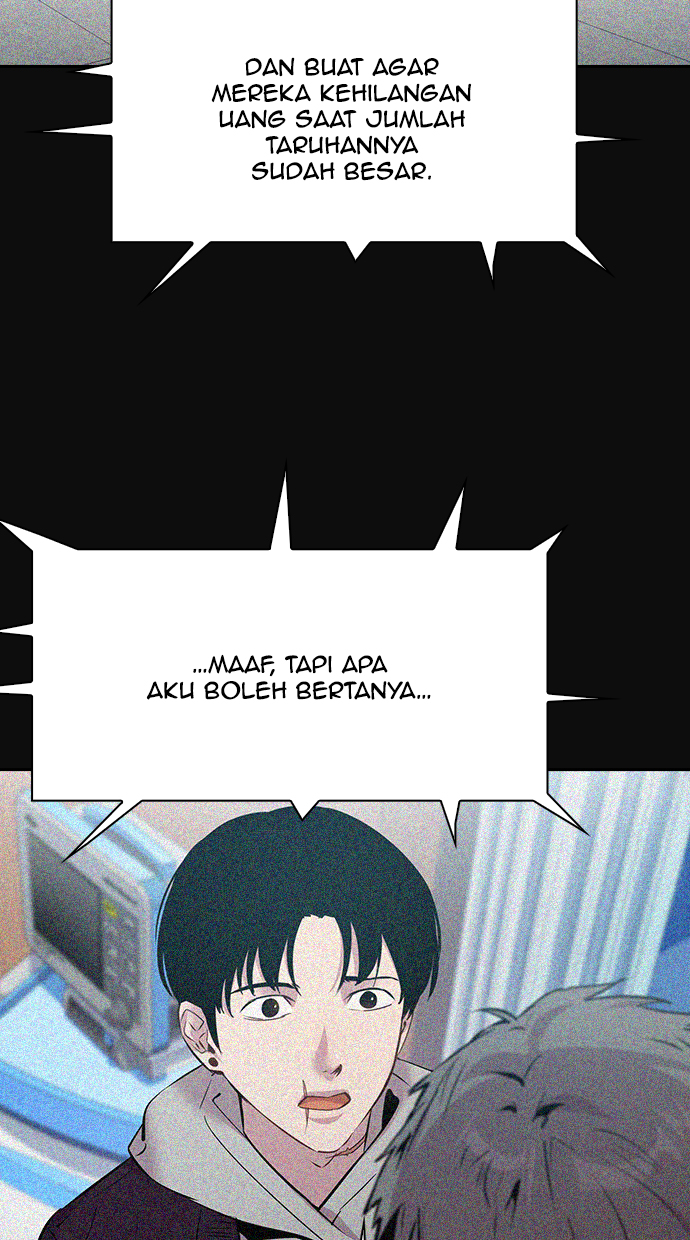 DAN BUAT AGAR
MEREKA KEHILANGAN
UANG SAAT JUMLAH
TARUHANNYA
SUDAH BESAR.
...MAAF, TAPI APA
AKU BOLEH BERTANYA...